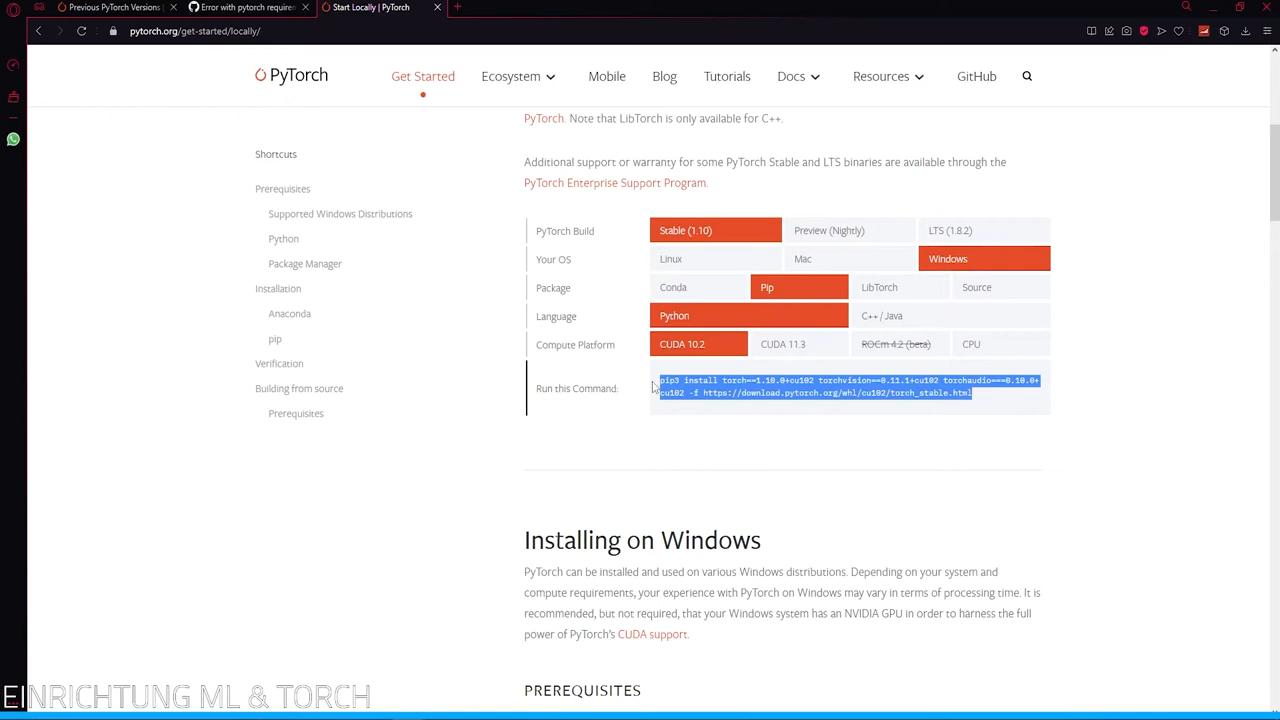 Previous PyTorch Versions |
Error with pytorch requirem
Start Locally | PyTorch
pytorch.org/get-started/locally/
PyTorch
Get Started
Ecosystem
Mobile
Blog
Tutorials
Docs
Resources
GitHub
Shortcuts
Prerequisites
Supported Windows Distributions
Python
Package Manager
Installation
Anaconda
pip
Verification
Building from source
Prerequisites
PyTorch. Note that LibTorch is only available for C++.
Additional support or warranty for some PyTorch Stable and LTS binaries are available through the
PyTorch Enterprise Support Program.
PyTorch Build Stable (1.10) Preview (Nightly) LTS (1.8.2)
Your OS Linux Mac Windows
Package Conda Pip LibTorch Source
Language Python C++ / Java
Compute Platform CUDA 10.2 CUDA 11.3 ROCm 4.2 (beta) CPU
Run this Command:
pip3 install torch==1.10.0+cu102 torchvision==0.11.1+cu102 torchaudio===0.10.0+
cu102 -f https://download.pytorch.org/whl/cu102/torch_stable.html
Installing on Windows
PyTorch can be installed and used on various Windows distributions. Depending on your system and
compute requirements, your experience with PyTorch on Windows may vary in terms of processing time. It is
recommended, but not required, that your Windows system has an NVIDIA GPU in order to harness the full
power of PyTorch's CUDA support.
PREREQUISITES
EINRICHTUNG ML & TORCH